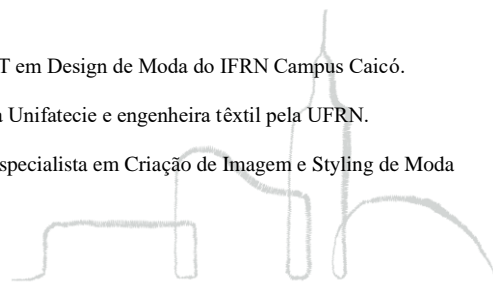 T em Design de Moda do IFRN Campus Caicó.
a Unifatecie e engenheira têxtil pela UFRN.
specialista em Criação de Imagem e Styling de Moda